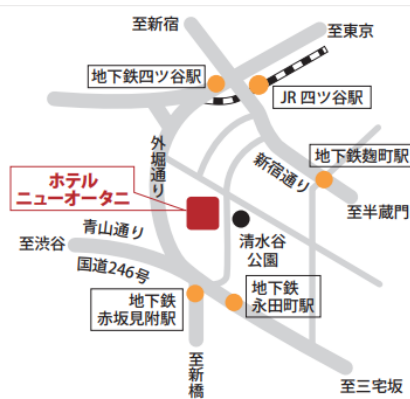 至新宿
至東京
地下鉄四ツ谷駅
JR 四ツ谷駅
外堀通り
新宿通り
地下鉄麹町駅
ホテル
ニューオータニ
至半蔵門
青山通り
清水谷
公園
至渋谷
国道246号
地下鉄
赤坂見附駅
地下鉄
永田町駅
至新橋
至三宅坂